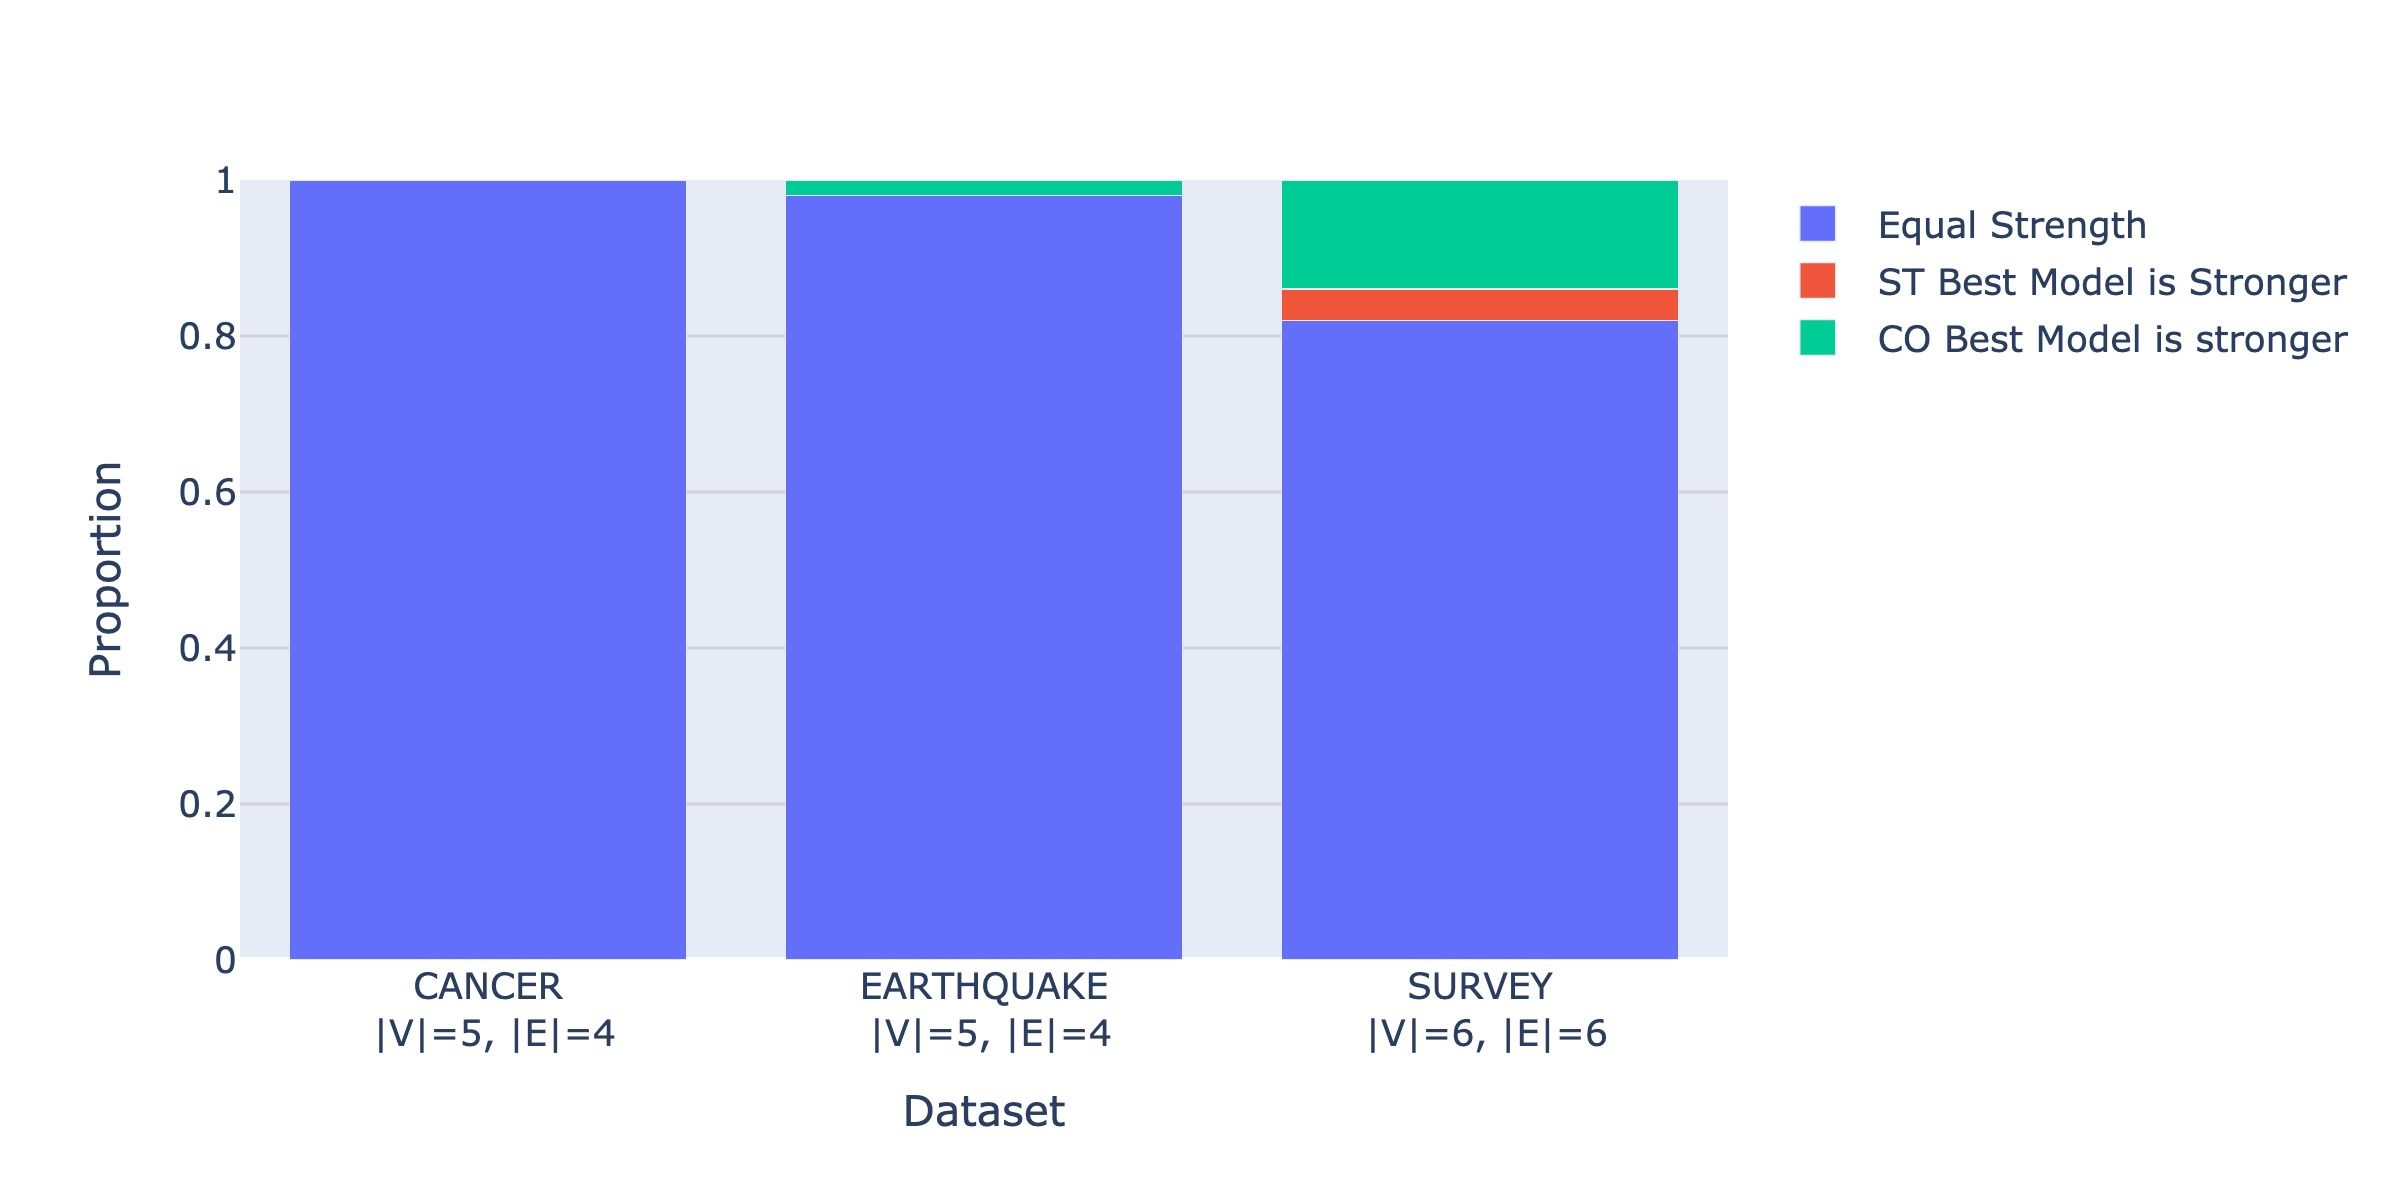 1
0.8
0.6
0.4
0.2
0
Proportion
CANCER
|V|=5, |E|=4
EARTHQUAKE
|V|=5, |E|=4
SURVEY
|V|=6, |E|=6
Dataset
Equal Strength
ST Best Model is Stronger
CO Best Model is stronger